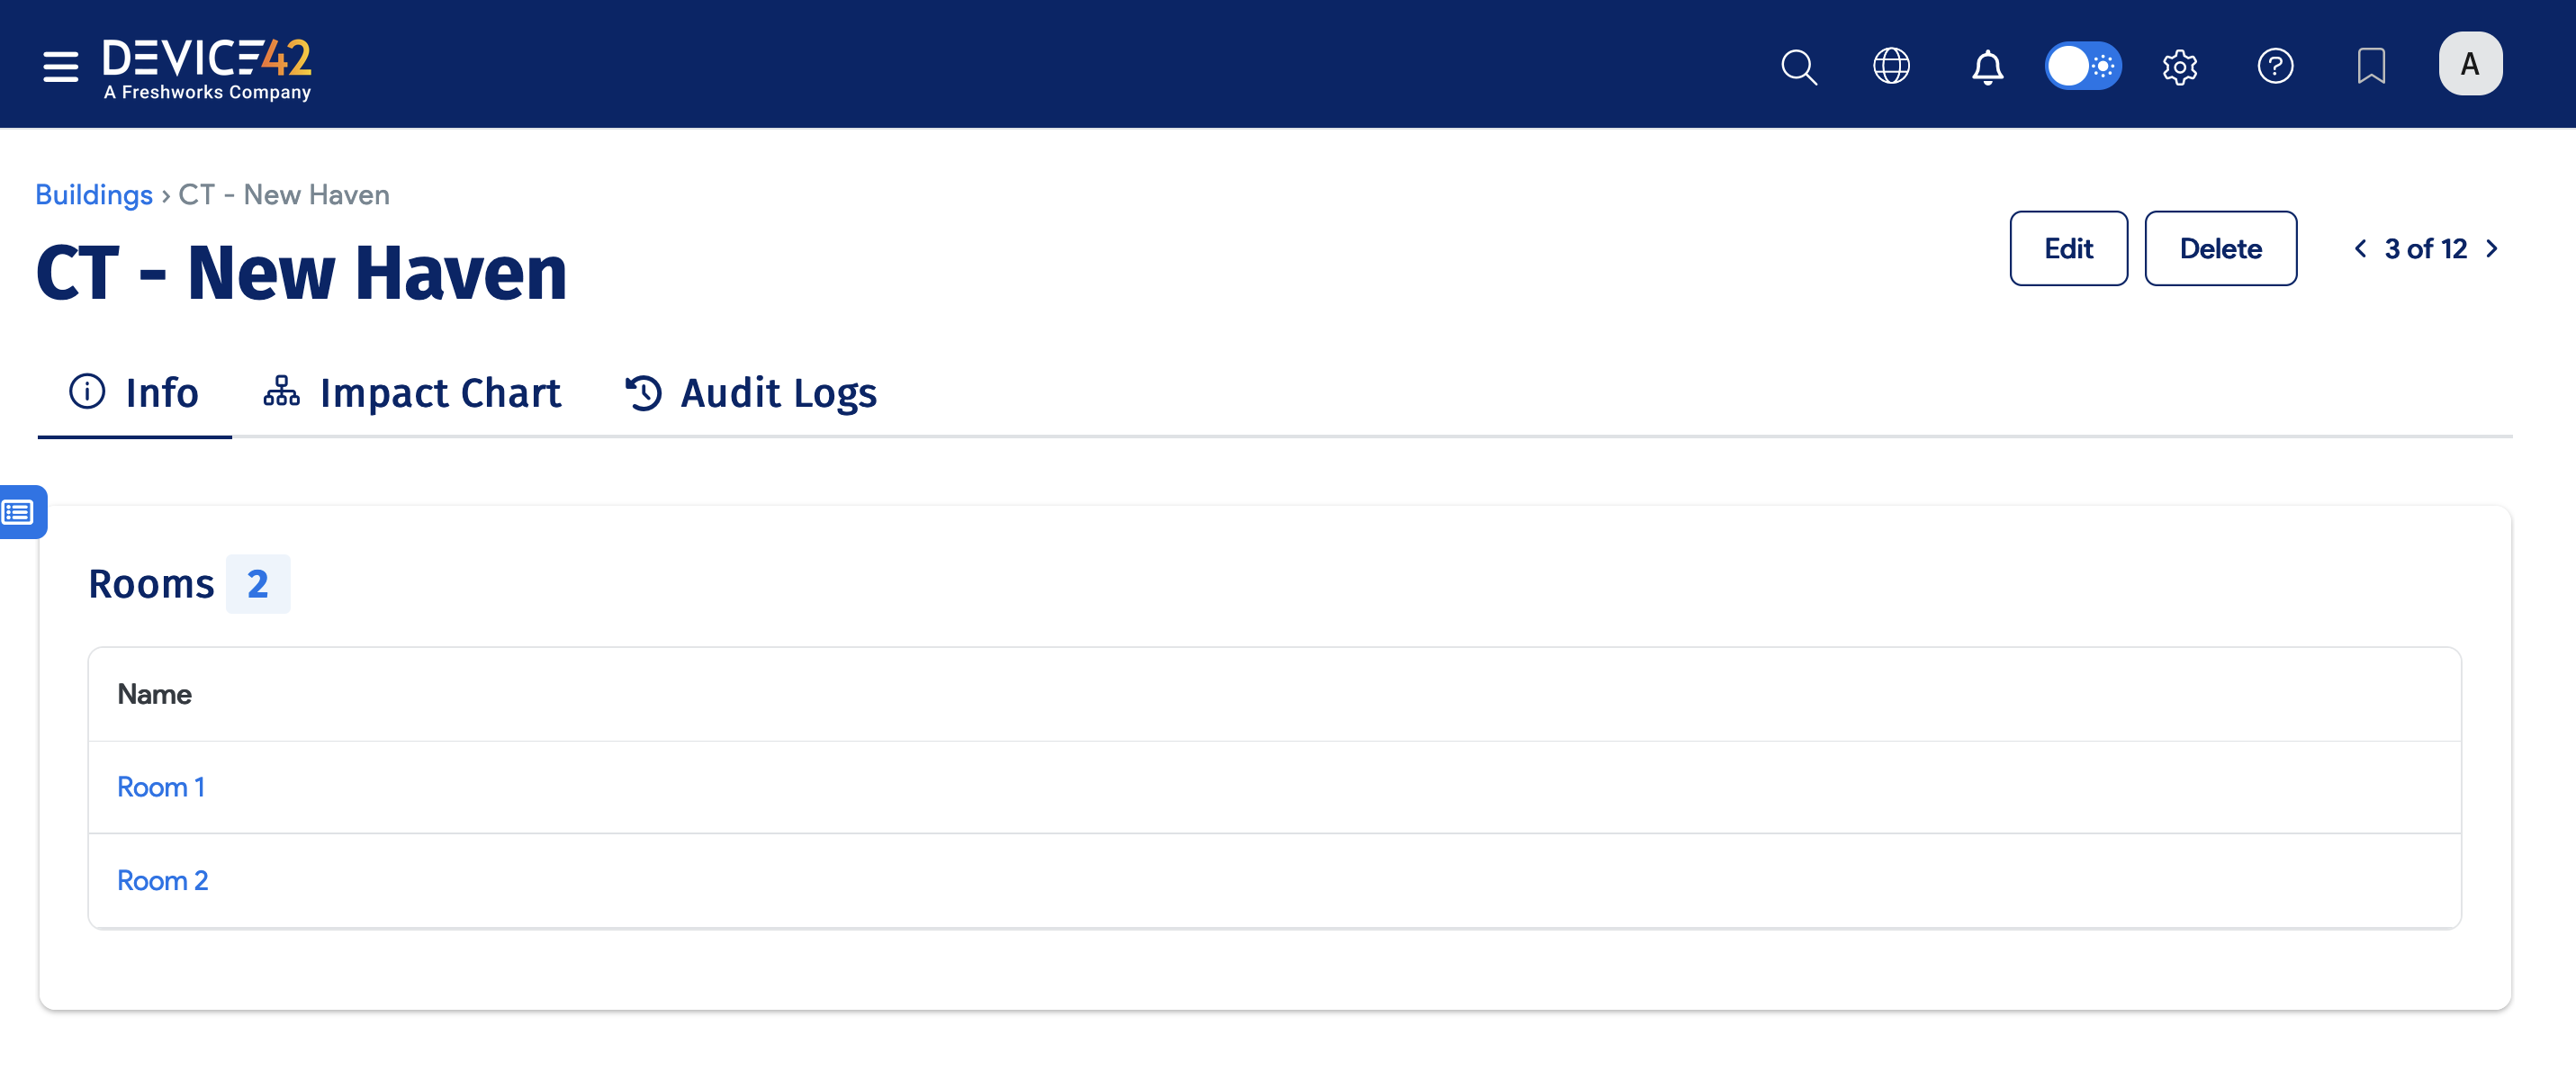 DEVICE42
A Freshworks Company
A
Buildings › CT - New Haven
CT - New Haven
Edit
Delete
3 of 12
Info
Impact Chart
Audit Logs
Rooms 2
Name
Room 1
Room 2